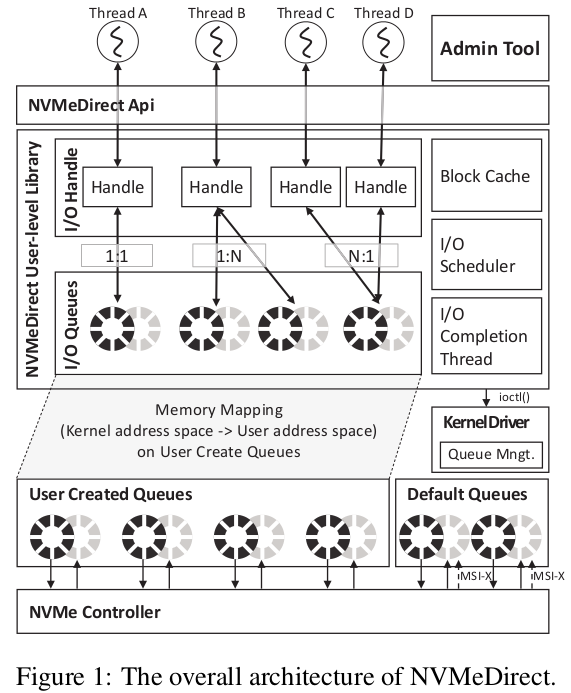 Thread A
Thread B
Thread C
Thread D
Admin Tool
NVMeDirect Api
NVMeDirect User-level Library
I/O Handle
Handle
Handle
Handle
Handle
Block Cache
1:1
1:N
N:1
I/O
Scheduler
I/O Queues
I/O
Completion
Thread
ioctl()
Memory Mapping
(Kernel address space -> User address space)
on User Create Queues
Kernel Driver
Queue Mngt.
User Created Queues
Default Queues
MSI-X
MSI-X
NVMe Controller
Figure 1: The overall architecture of NVMeDirect.